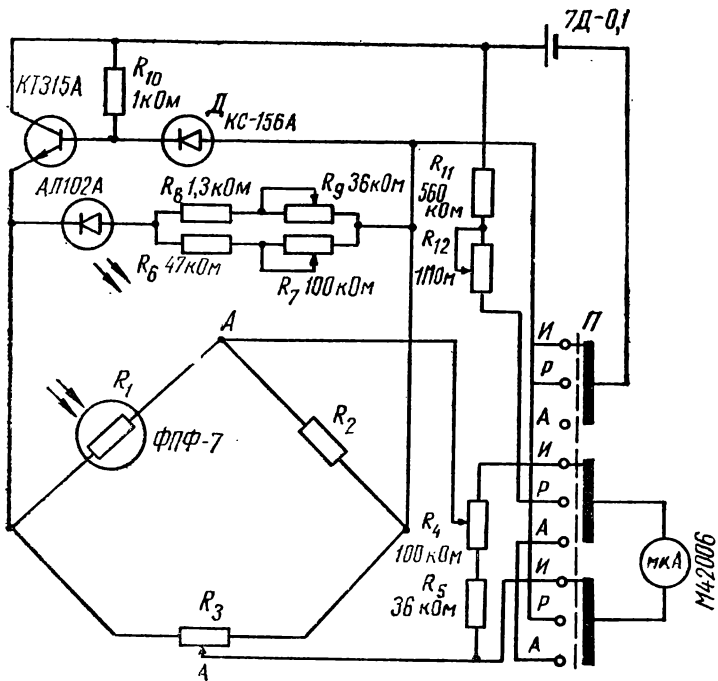 7Д-0,1
КТ315А
R10
1кОм
Д
КС-156А
R11
560
кОм
АЛ102А
R8 1,3кОм
R9 36кОм
R12
1МОм
R6 47кОм
R7 100кОм
П
А
И
Р
А
R1
R2
ФПФ-7
И
Р
А
R4
100кОм
мкА
М42006
И
R5
36кОм
Р
R3
А
А